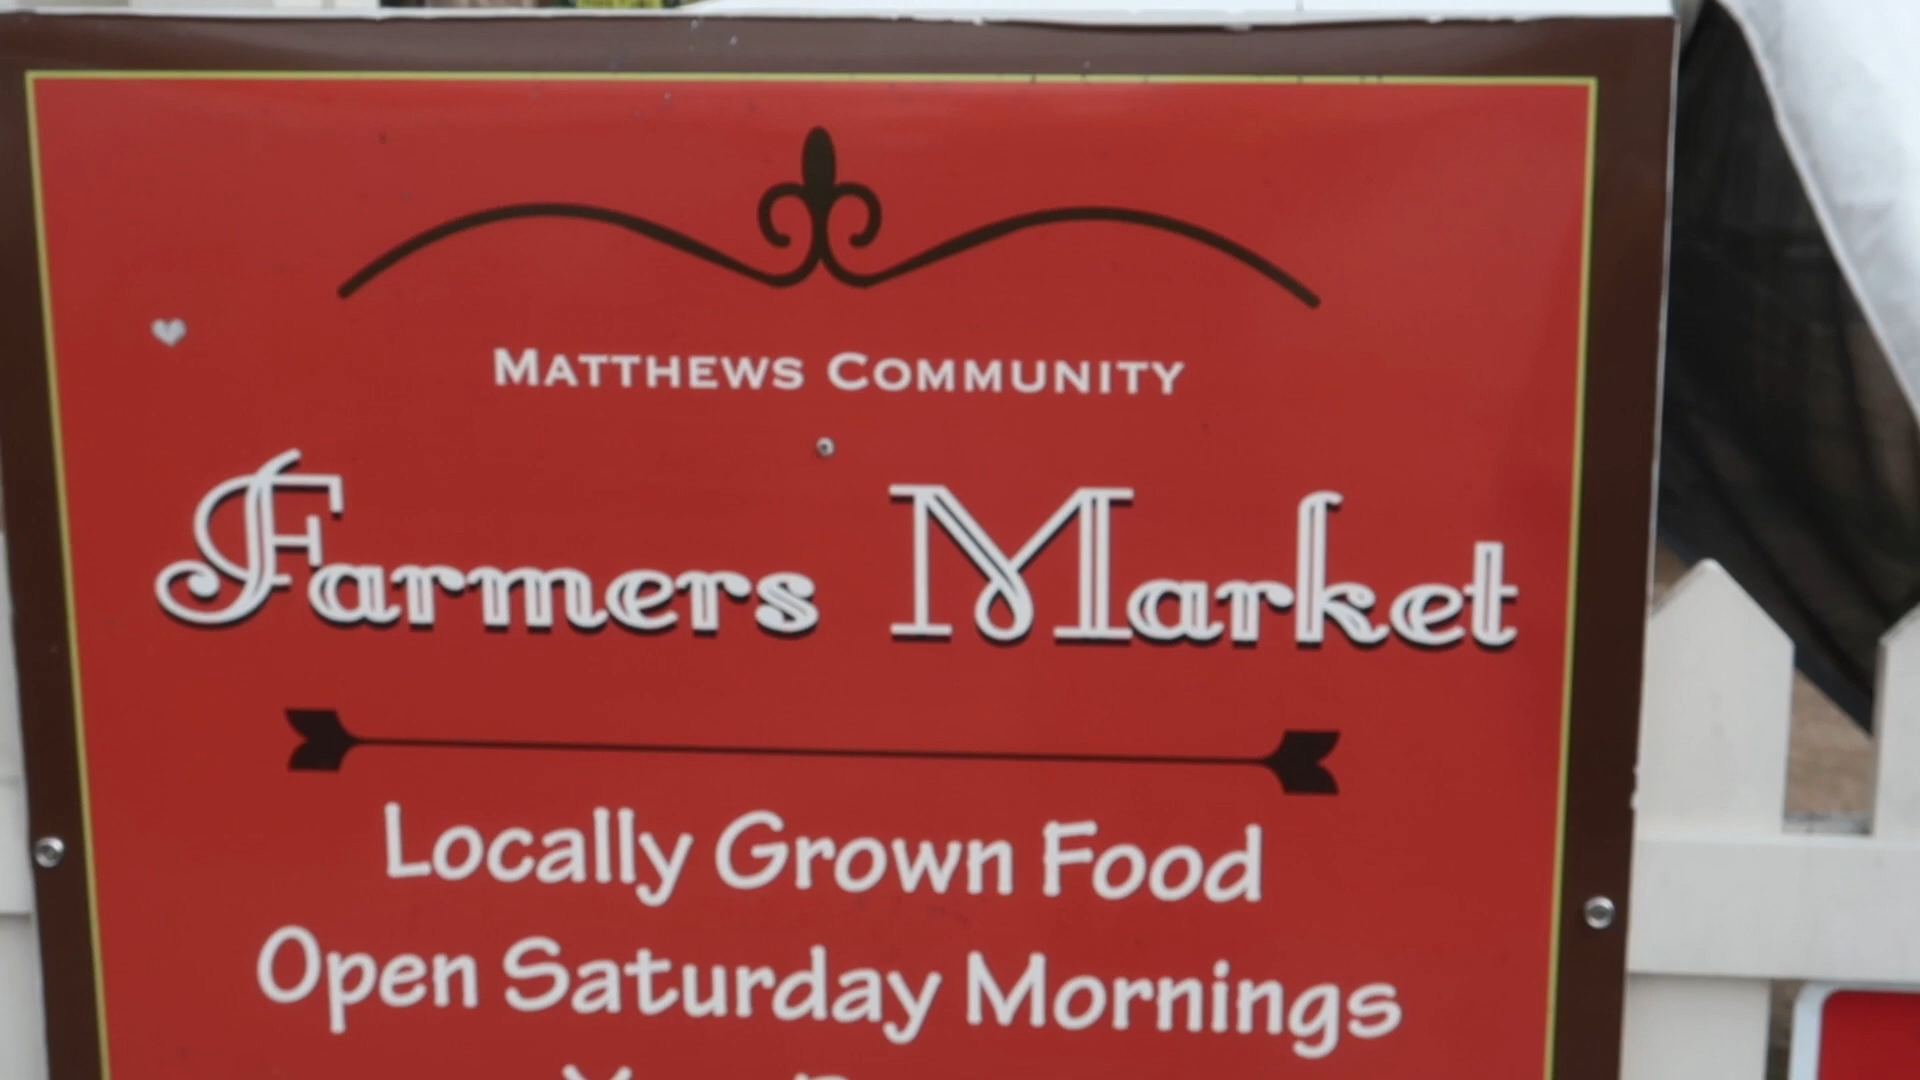 Matthews Community
Farmers Market
Locally Grown Food
Open Saturday Mornings